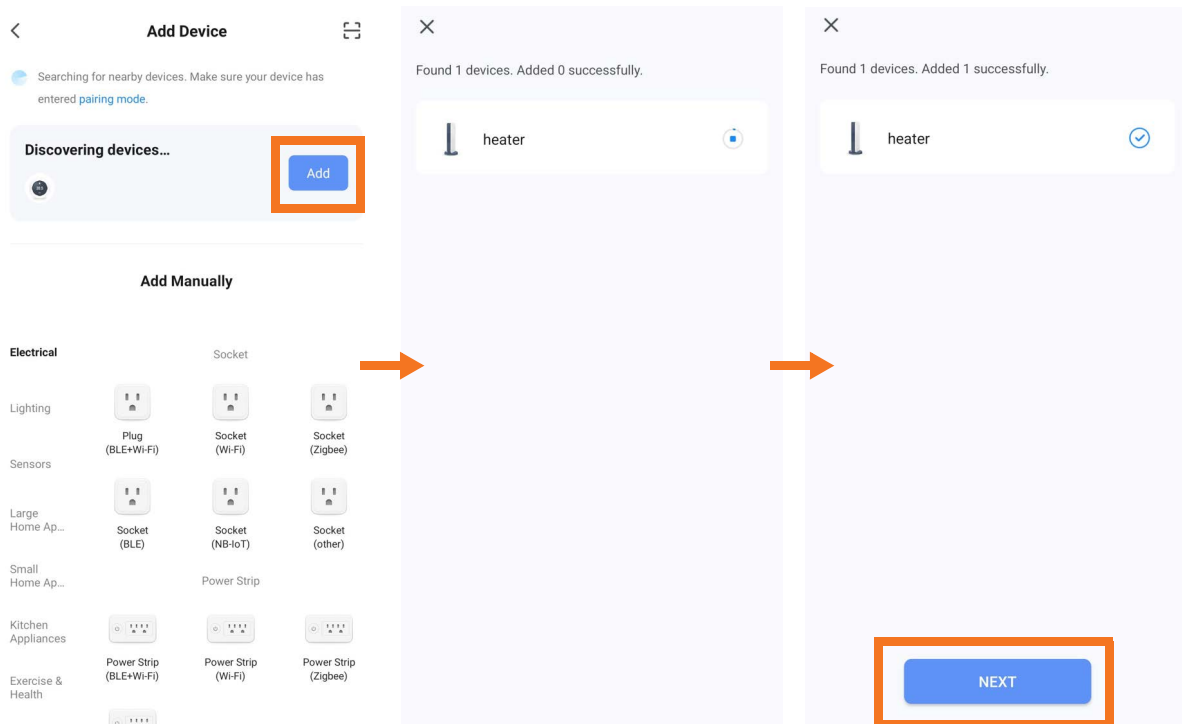 Add Device
Searching for nearby devices. Make sure your device has
entered pairing mode.
Discovering devices...
Add
Add Manually
Electrical
Lighting
Sensors
Large
Home Ap...
Small
Home Ap...
Kitchen
Appliances
Exercise &
Health
Socket
Plug
(BLE+Wi-Fi)
Socket
(Wi-Fi)
Socket
(Zigbee)
Socket
(BLE)
Socket
(NB-IoT)
Socket
(other)
Power Strip
Power Strip
(BLE+Wi-Fi)
Power Strip
(Wi-Fi)
Power Strip
(Zigbee)
Found 1 devices. Added 0 successfully.
heater
Found 1 devices. Added 1 successfully.
heater
NEXT